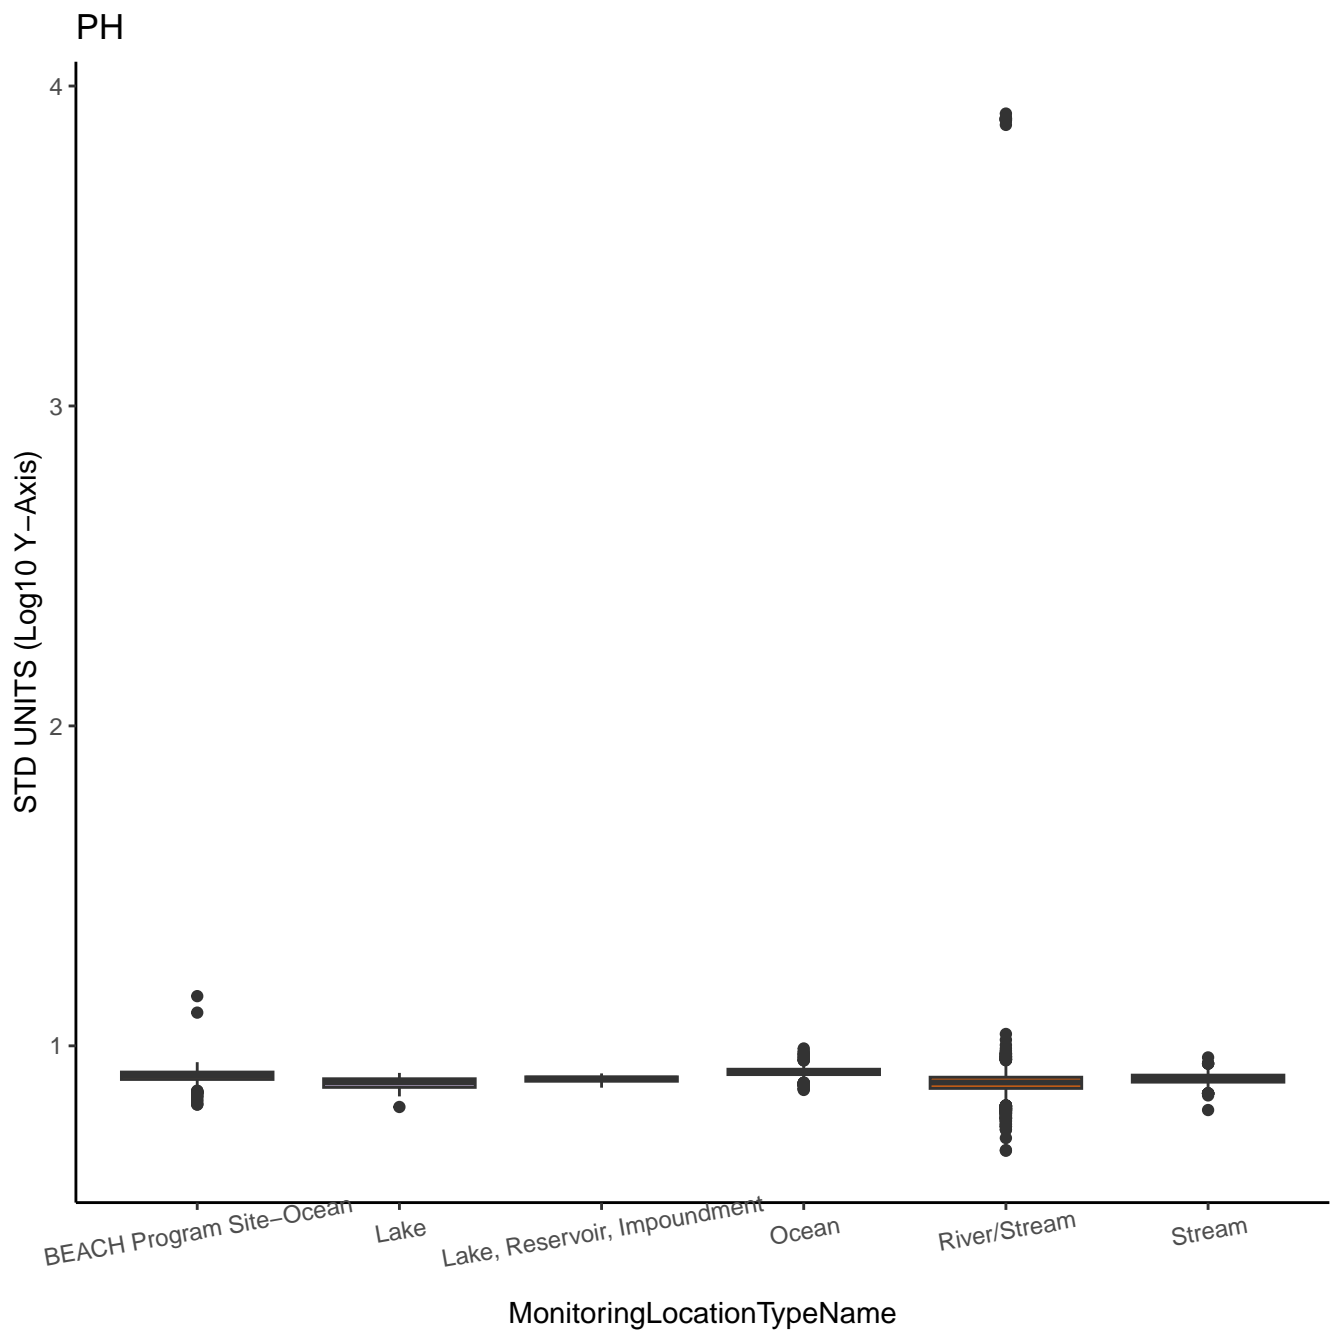 PH
4
3
2
1
STD UNITS (Log10 Y−Axis)
BEACH Program Site−Ocean
Lake
Lake, Reservoir, Impoundment
Ocean
River/Stream
Stream
MonitoringLocationTypeName